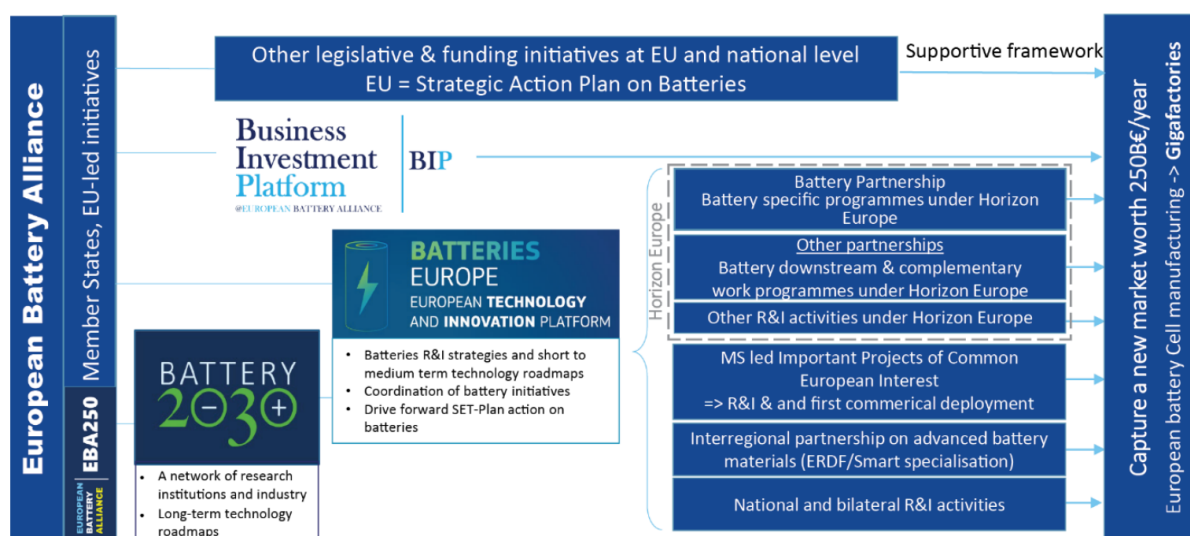 European Battery Alliance
Member States, EU-led initiatives
EBA250
EUROPEAN
BATTERY
ALLIANCE
Other legislative & funding initiatives at EU and national level
EU = Strategic Action Plan on Batteries
Supportive framework
Business
Investment
Platform
@EUROPEAN BATTERY ALLIANCE
BIP
BATTERIES
EUROPE
EUROPEAN TECHNOLOGY
AND INNOVATION PLATFORM
• Batteries R&I strategies and short to
medium term technology roadmaps
• Coordination of battery initiatives
• Drive forward SET-Plan action on
batteries
BATTERY
2030
• A network of research
institutions and industry
• Long-term technology
roadmaps
Horizon Europe
Battery Partnership
Battery specific programmes under Horizon
Europe
Other partnerships
Battery downstream & complementary
work programmes under Horizon Europe
Other R&I activities under Horizon Europe
MS led Important Projects of Common
European Interest
=> R&I & and first commerical deployment
Interregional partnership on advanced battery
materials (ERDF/Smart specialisation)
National and bilateral R&I activities
Capture a new market worth 250B€/year
European battery Cell manufacturing -> Gigafactories